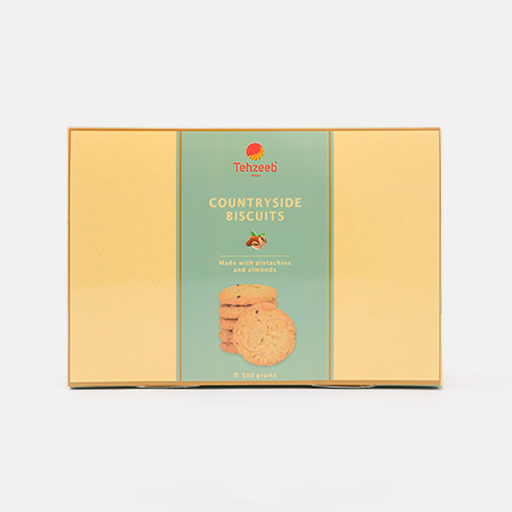 Tehzeeb
COUNTRYSIDE
BISCUITS
Made with pistachios
and almonds
℮ 500 grams